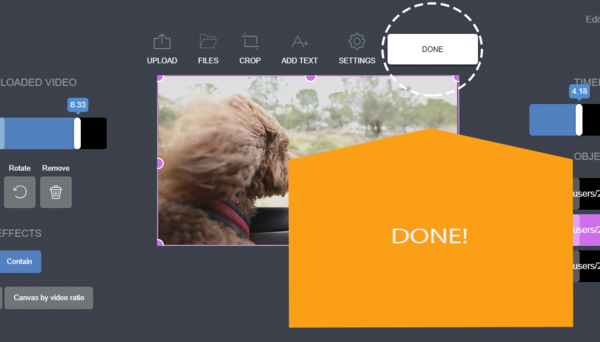 Edi
UPLOAD FILES CROP ADD TEXT SETTINGS DONE
LOADED VIDEO
TIME
8.33
4.18
Rotate Remove
OBJE
users/2
users/2
users/2
EFFECTS
Contain
Canvas by video ratio
DONE!